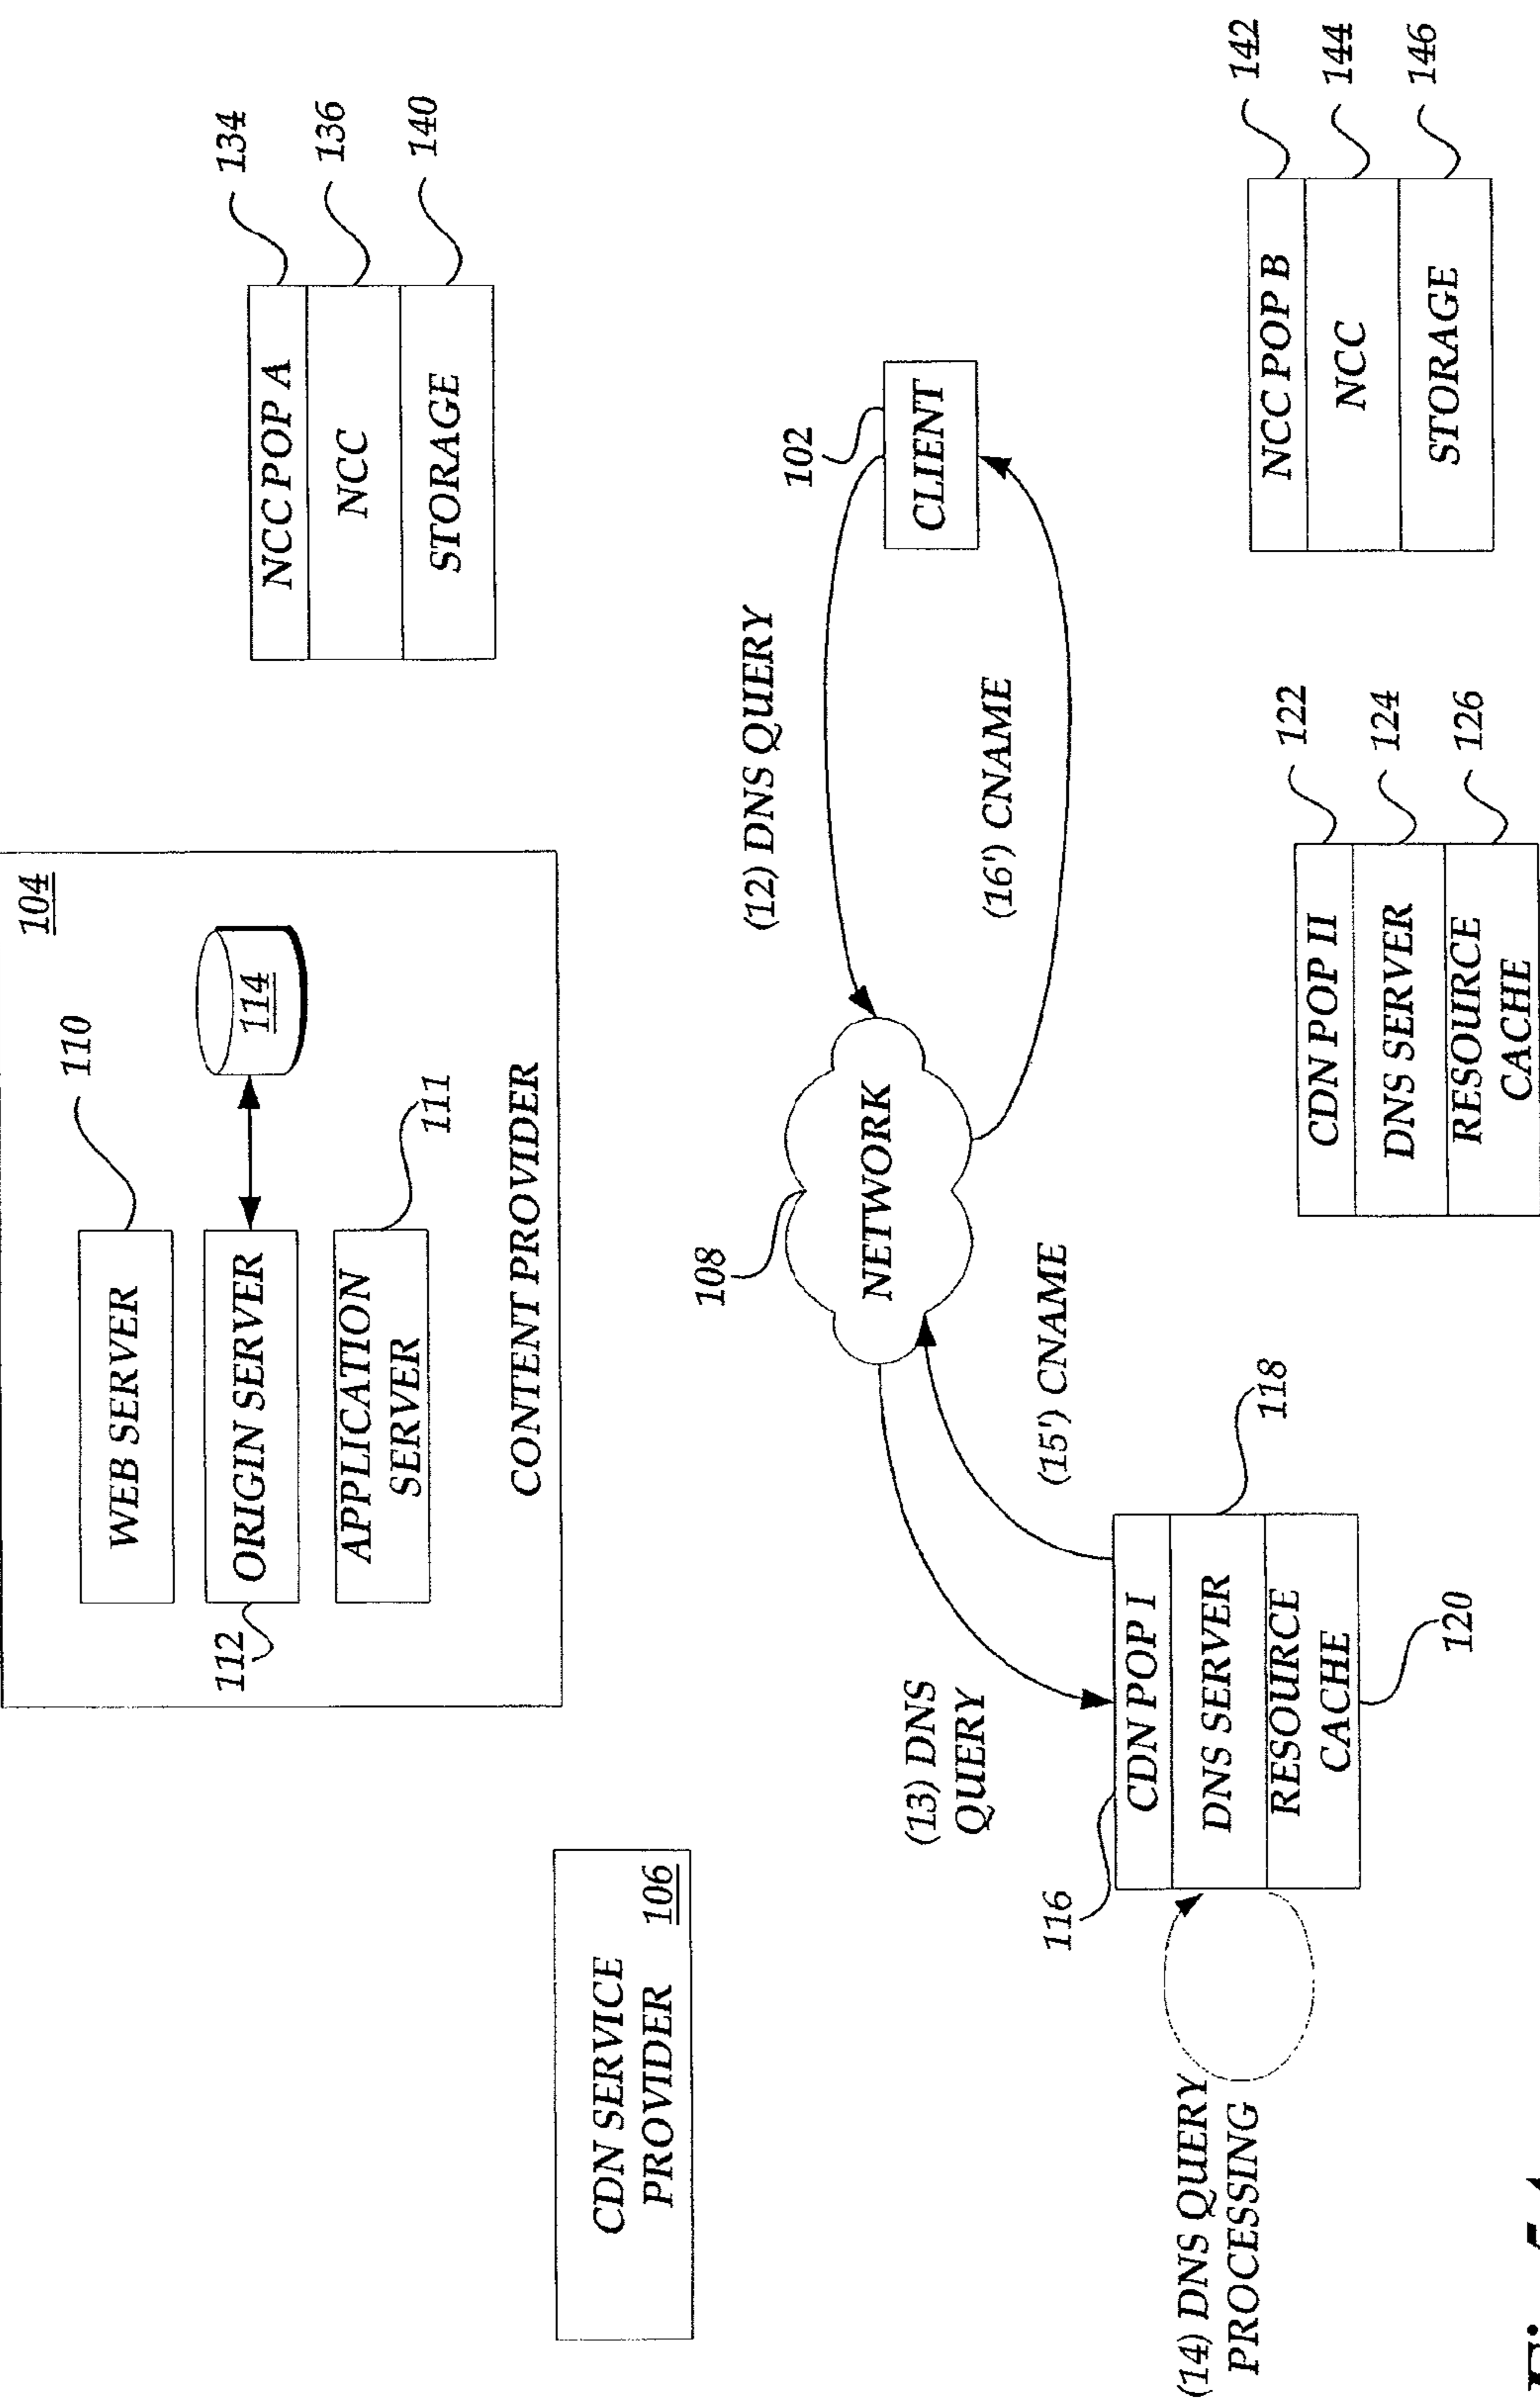 104
110
WEB SERVER
112
ORIGIN SERVER
114
APPLICATION
SERVER
111
CONTENT PROVIDER
134
NCC POP A
136
NCC
140
STORAGE
CDN SERVICE
PROVIDER
106
108
NETWORK
(12) DNS QUERY
102
CLIENT
(16') CNAME
(13) DNS
QUERY
(15') CNAME
116
CDN POP I
118
DNS SERVER
RESOURCE
CACHE
120
(14) DNS QUERY
PROCESSING
122
CDN POP II
124
DNS SERVER
126
RESOURCE
CACHE
142
NCC POP B
144
NCC
146
STORAGE